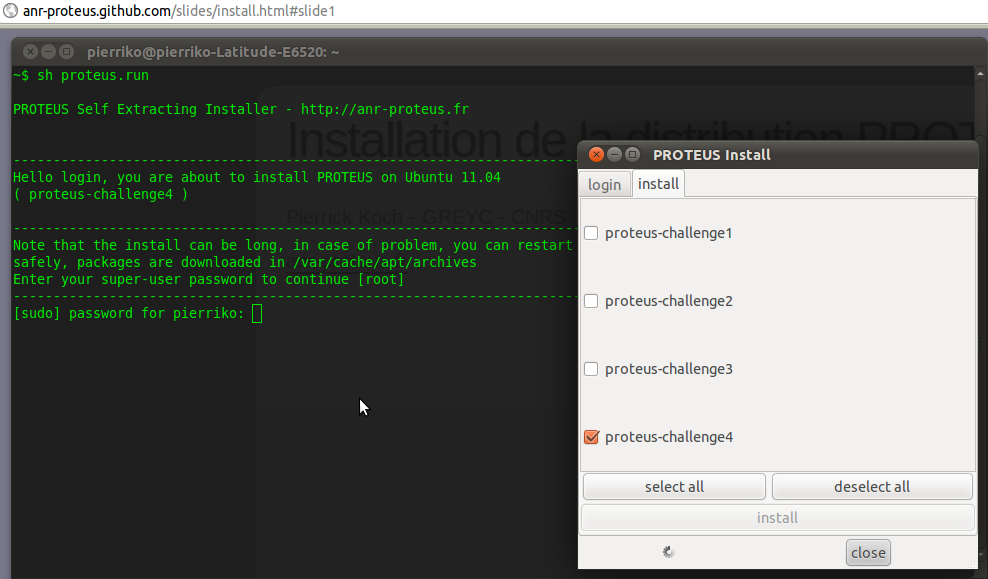 anr-proteus.github.com/slides/install.html#slide1
pierriko@pierriko-Latitude-E6520: ~
~$ sh proteus.run
PROTEUS Self Extracting Installer - http://anr-proteus.fr
Installation de la distribution PROT
--------------------------------------------------------------------
Hello login, you are about to install PROTEUS on Ubuntu 11.04
( proteus-challenge4 )
Pierrick Koch - GREYC - CNRS
--------------------------------------------------------------------
Note that the install can be long, in case of problem, you can restart
safely, packages are downloaded in /var/cache/apt/archives
Enter your super-user password to continue [root]
--------------------------------------------------------------------
[sudo] password for pierriko:
PROTEUS Install
login install
proteus-challenge1
proteus-challenge2
proteus-challenge3
proteus-challenge4
select all deselect all
install
close